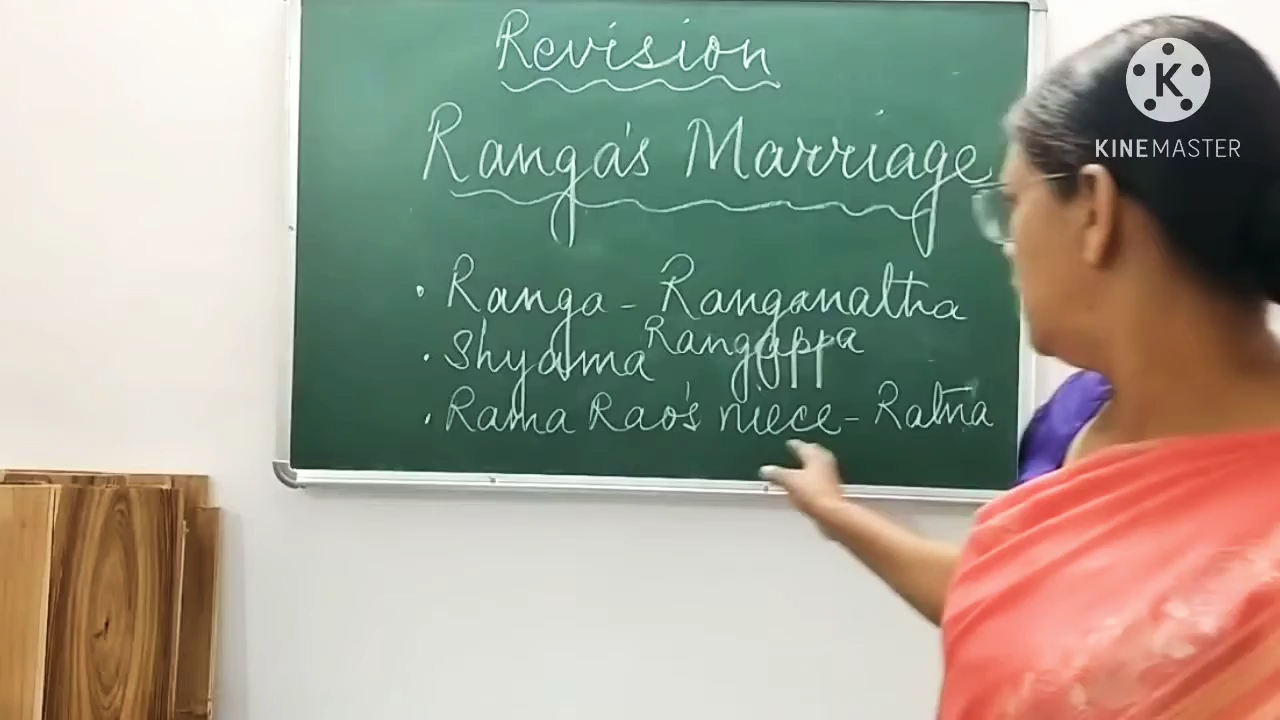 Revision
Ranga's Marriage
• Ranga - Ranganatha
Rangappa
• Shyama
• Rama Rao's niece - Ratna
K
KINEMASTER